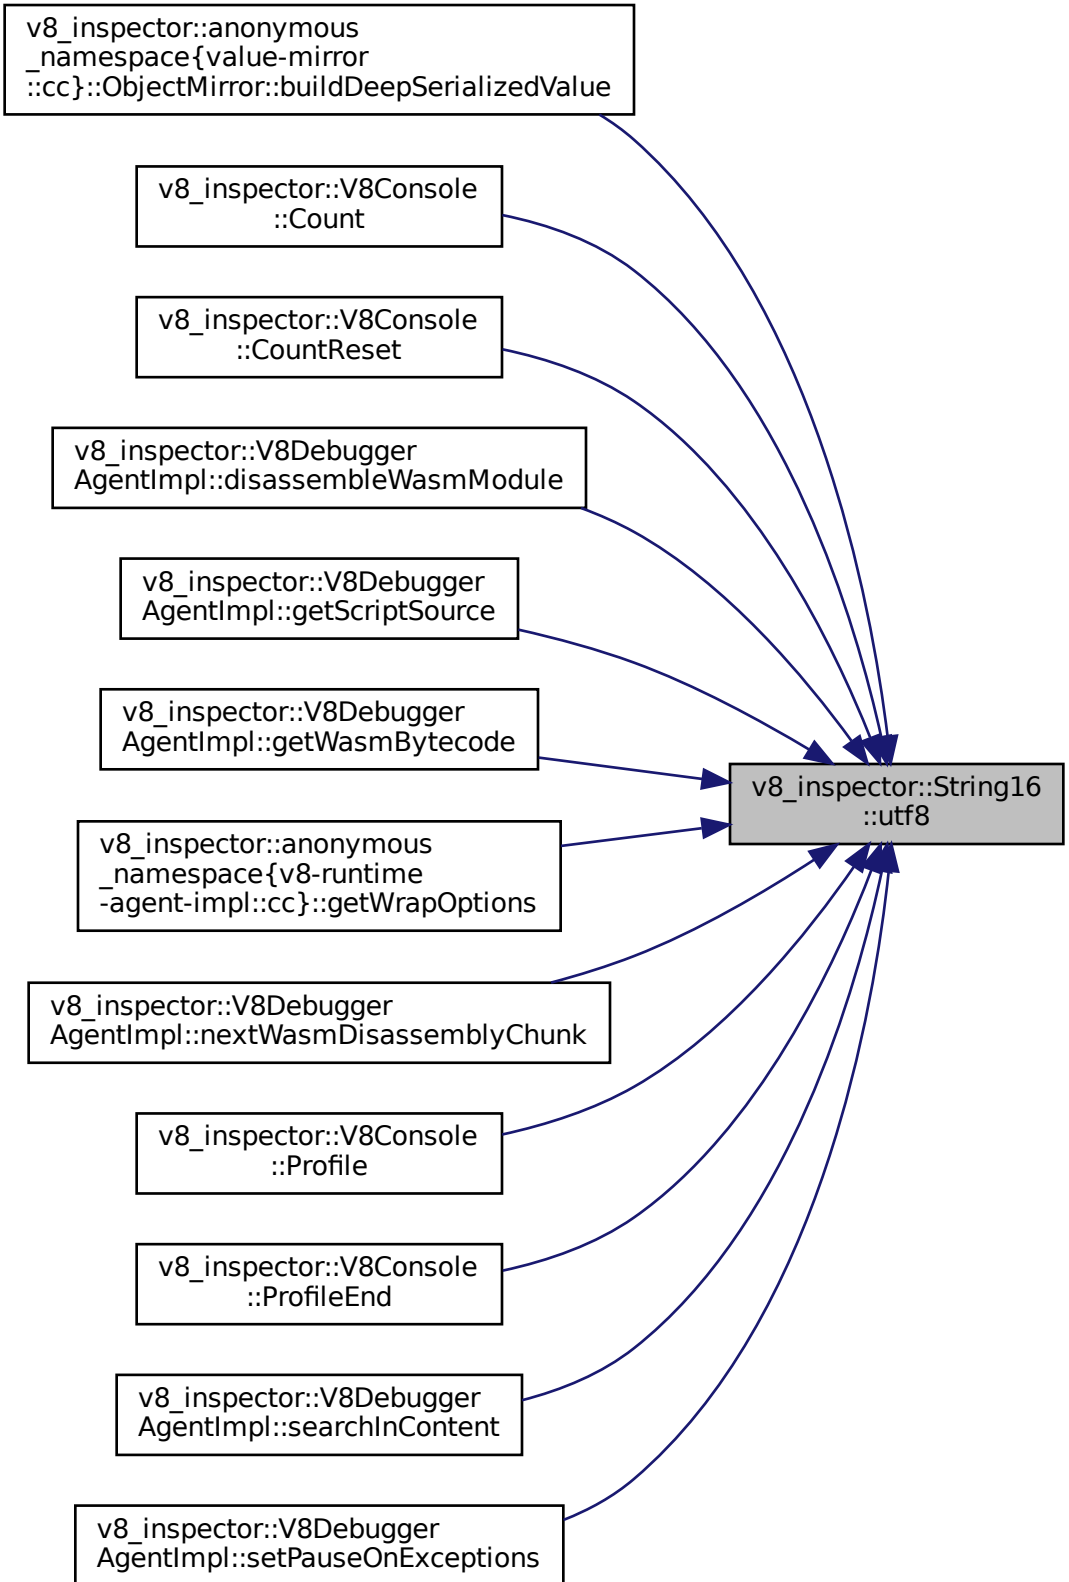 v8_inspector::anonymous
_namespace{value-mirror
::cc}::ObjectMirror::buildDeepSerializedValue
v8_inspector::V8Console
::Count
v8_inspector::V8Console
::CountReset
v8_inspector::V8Debugger
AgentImpl::disassembleWasmModule
v8_inspector::V8Debugger
AgentImpl::getScriptSource
v8_inspector::V8Debugger
AgentImpl::getWasmBytecode
v8_inspector::String16
::utf8
v8_inspector::anonymous
_namespace{v8-runtime
-agent-impl::cc}::getWrapOptions
v8_inspector::V8Debugger
AgentImpl::nextWasmDisassemblyChunk
v8_inspector::V8Console
::Profile
v8_inspector::V8Console
::ProfileEnd
v8_inspector::V8Debugger
AgentImpl::searchInContent
v8_inspector::V8Debugger
AgentImpl::setPauseOnExceptions